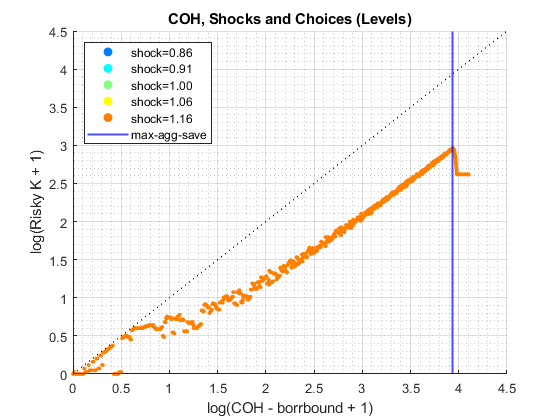 COH, Shocks and Choices (Levels)
4.5
4
3.5
3
2.5
2
1.5
1
0.5
0
log(Risky K + 1)
shock=0.86
shock=0.91
shock=1.00
shock=1.06
shock=1.16
max-agg-save
0 0.5 1 1.5 2 2.5 3 3.5 4 4.5
log(COH - borrbound + 1)